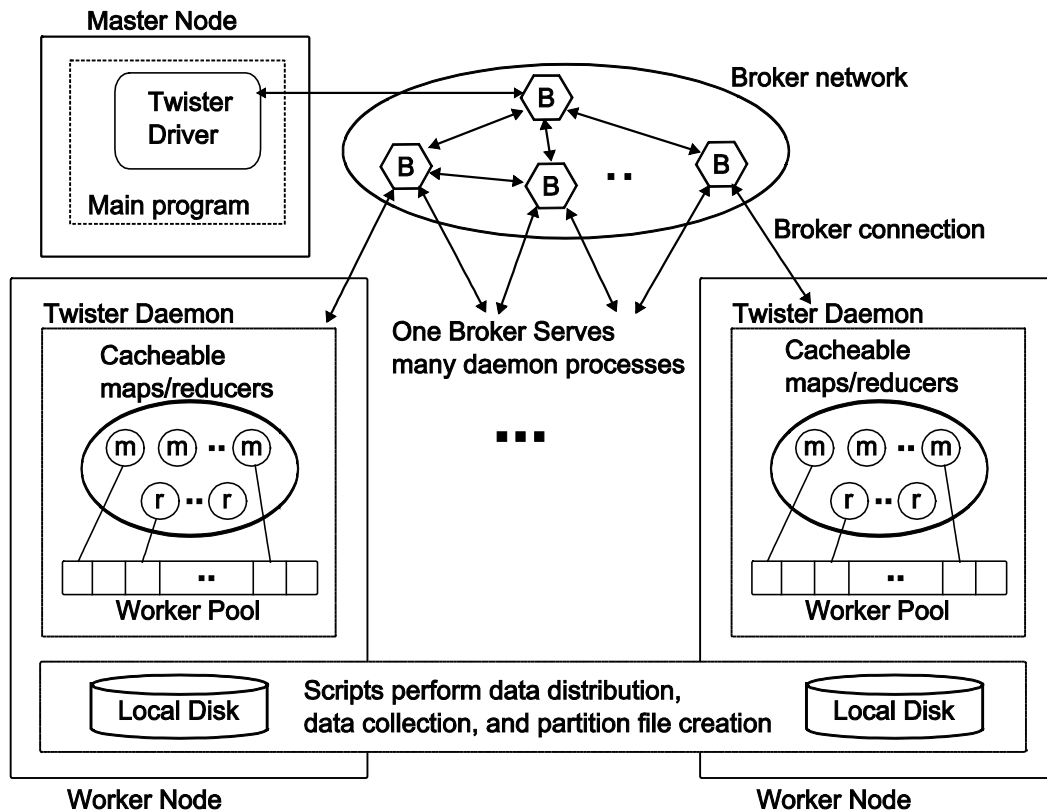 Master Node
Twister
Driver
Main program
Broker network
B
B
B
B
..
Broker connection
One Broker Serves
many daemon processes
...
Twister Daemon
Cacheable
maps/reducers
m m .. m
r .. r
..
Worker Pool
Twister Daemon
Cacheable
maps/reducers
m m .. m
r .. r
..
Worker Pool
Local Disk
Scripts perform data distribution,
data collection, and partition file creation
Local Disk
Worker Node
Worker Node